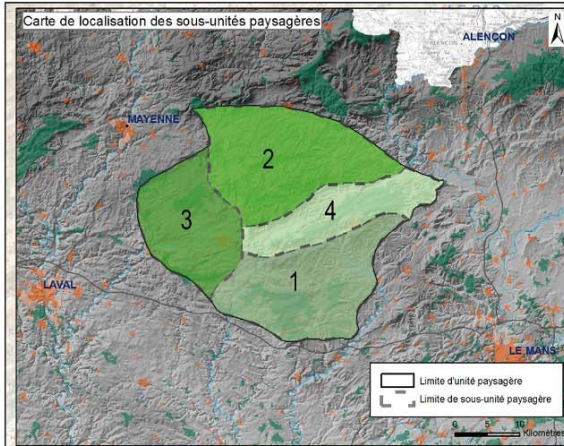 Carte de localisation des sous-unités paysagères
N
ALENÇON
MAYENNE
2
4
3
1
LAVAL
LE MANS
Limite d'unité paysagère
Limite de sous-unité paysagère
0 5 10
Kilomètres